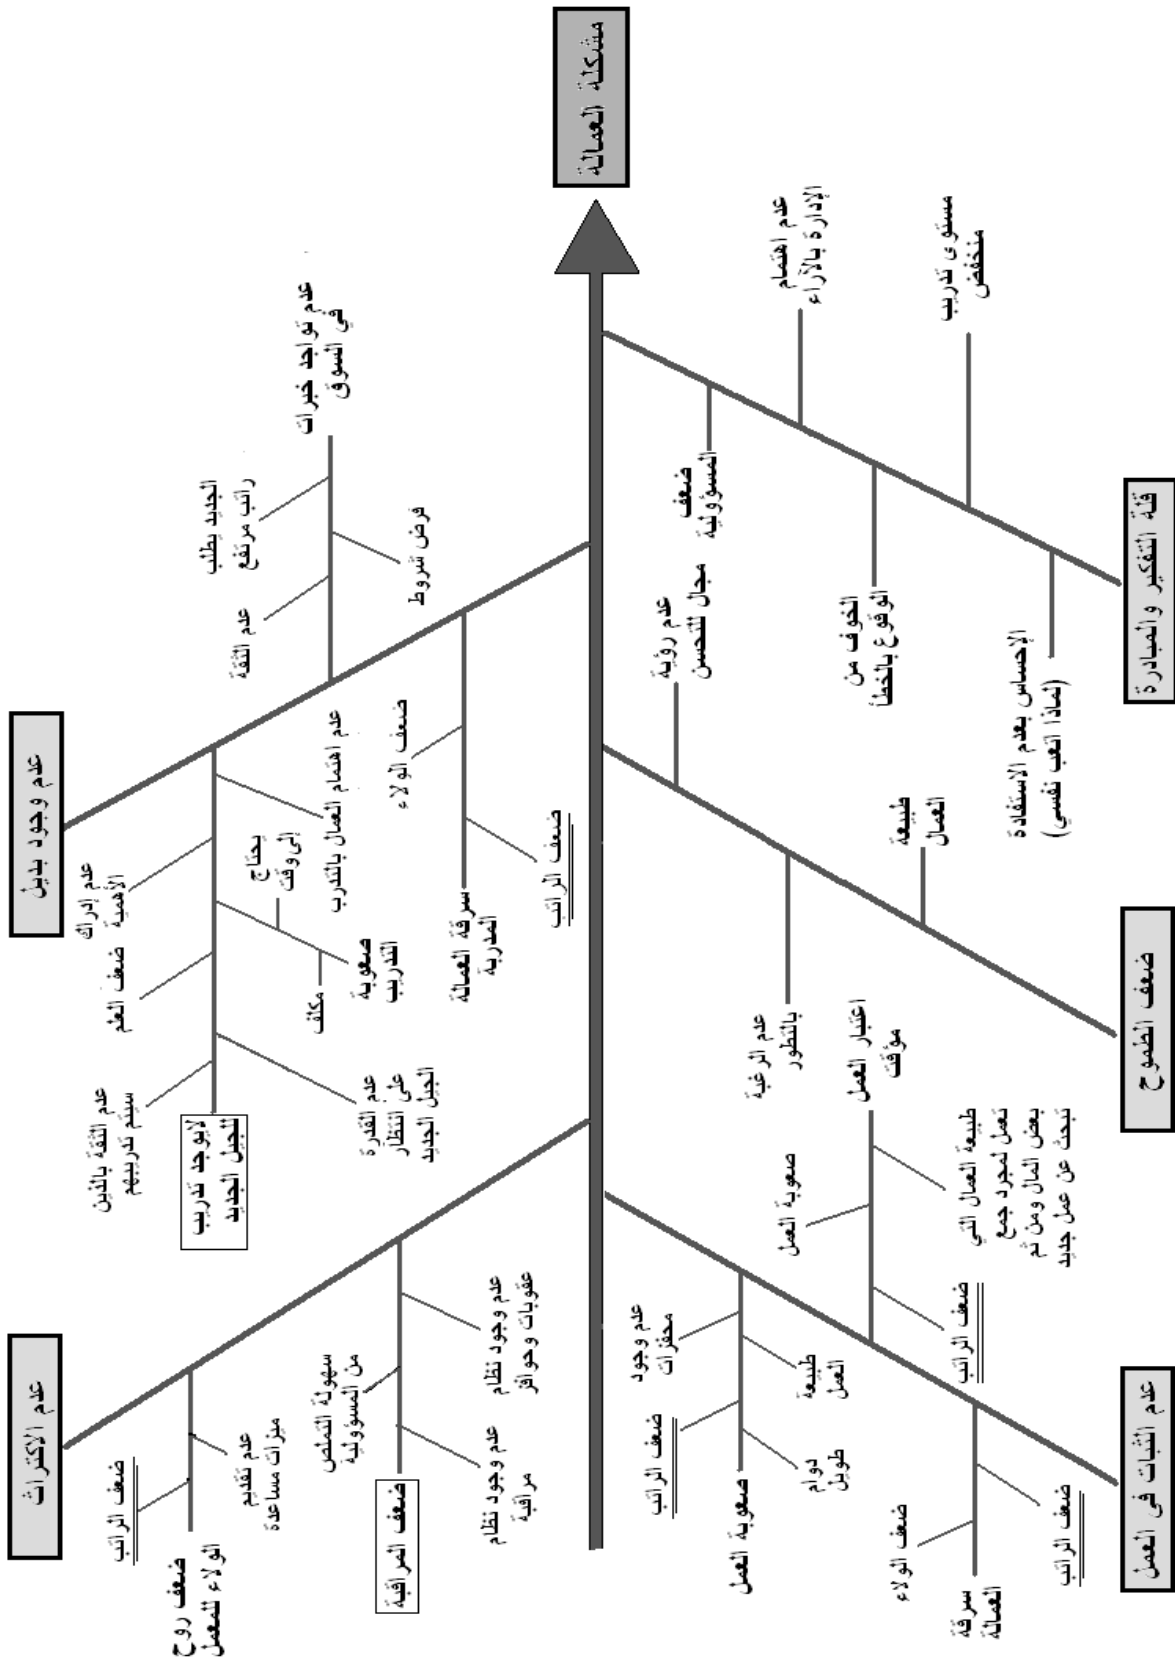 مشكلة العمالة
عدم وجود بديل
عدم تواجد خبرات
في السوق
الجديد يطلب
راتب مرتفع
عدم الثقة
فرض شروط
لايوجد تدريب
للجيل الجديد
عدم اهتمام العمال بالتدرب
عدم إدراك
الأهمية
ضعف العلم
صعوبة
التدريب
يحتاج
إلى وقت
مكلف
عدم القدرة
على انتظار
الجيل الجديد
عدم الثقة بالذين
سيتم تدريبهم
سرقة العمالة
المدربة
ضعف الولاء
ضعف الراتب
عدم الاكتراث
ضعف روح
الولاء للمعمل
ضعف الراتب
عدم تقديم
ميزات مساعدة
ضعف المراقبة
سهولة التملص
من المسؤولية
عدم وجود نظام
عقوبات وحوافز
عدم وجود نظام
مراقبة
قلة التفكير والمبادرة
ضعف
المسؤولية
عدم اهتمام
الإدارة بالآراء
الخوف من
الوقوع بالخطأ
مستوى تدريب
منخفض
الإحساس بعدم الاستفادة
(لماذا اتعب نفسي)
ضعف الطموح
عدم رؤية
مجال للتحسن
عدم الرغبة
بالتطور
طبيعة
العمال
عدم الثبات في العمل
صعوبة العمل
عدم وجود
محفزات
ضعف الراتب
طبيعة
العمل
دوام
طويل
اعتبار العمل
مؤقت
صعوبة العمل
طبيعة العمال التي
تعمل لمجرد جمع
بعض المال ومن ثم
تبحث عن عمل جديد
ضعف الراتب
سرقة
العمالة
ضعف الولاء
ضعف الراتب